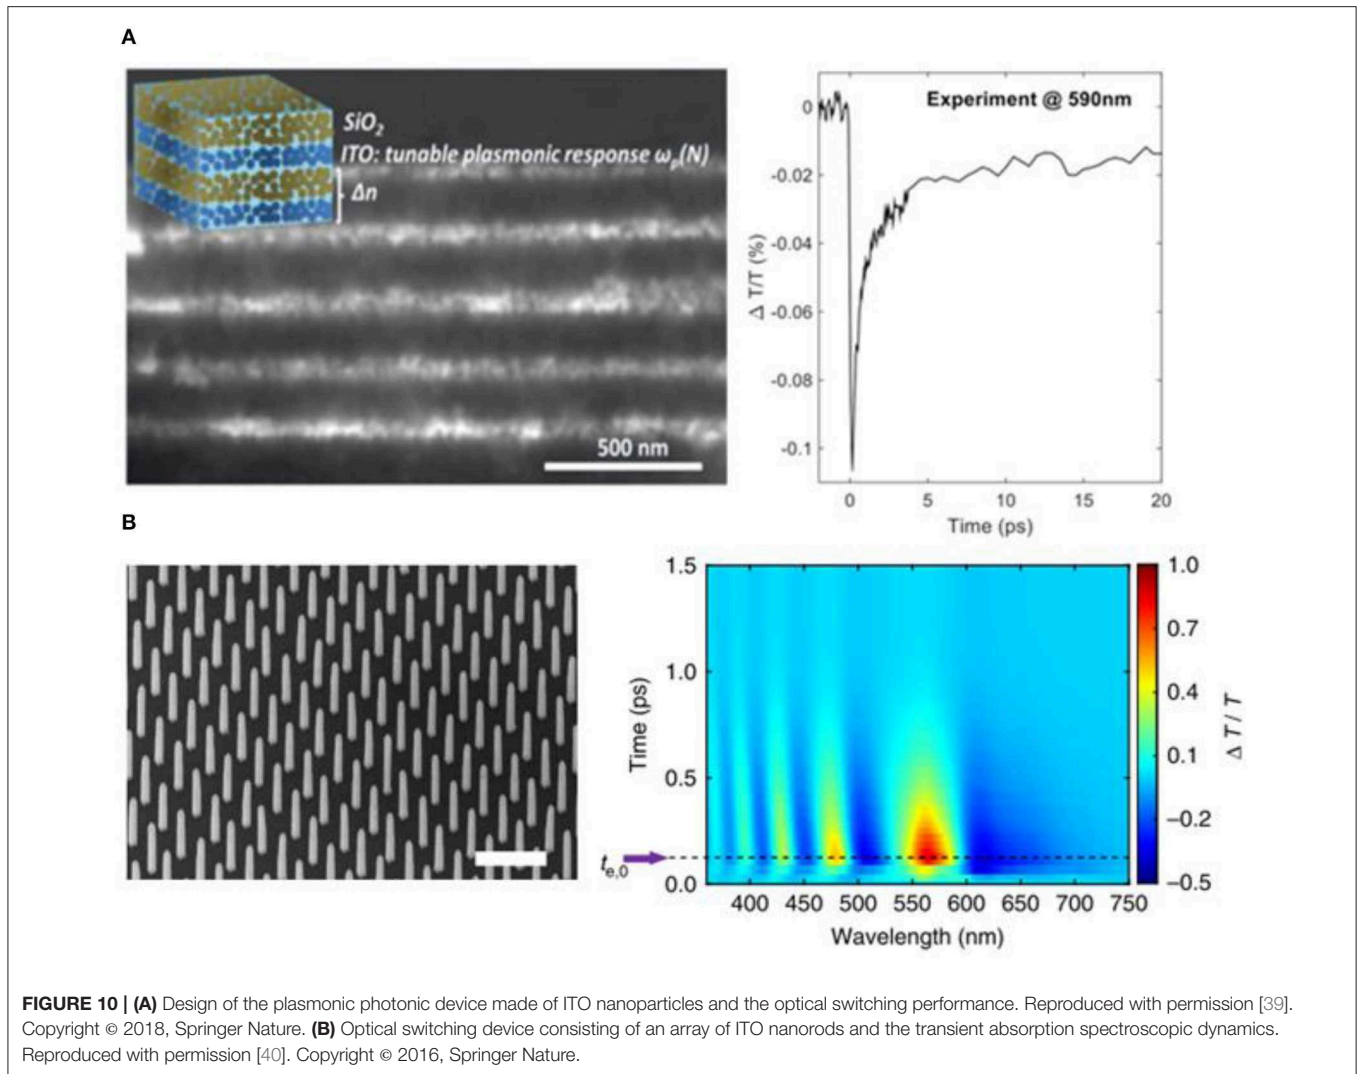 A
SiO₂
ITO: tunable plasmonic response ωₚ(N)
Δn
500 nm
Experiment @ 590nm
0
-0.02
-0.04
-0.06
-0.08
-0.1
Δ T/T (%)
0 5 10 15 20
Time (ps)
B
1.5
1.0
0.5
0.0
Time (ps)
tₑ,₀
400 450 500 550 600 650 700 750
Wavelength (nm)
1.0
0.7
0.4
0.1
−0.2
−0.5
Δ T / T
FIGURE 10 | (A) Design of the plasmonic photonic device made of ITO nanoparticles and the optical switching performance. Reproduced with permission [39].
Copyright © 2018, Springer Nature. (B) Optical switching device consisting of an array of ITO nanorods and the transient absorption spectroscopic dynamics.
Reproduced with permission [40]. Copyright © 2016, Springer Nature.